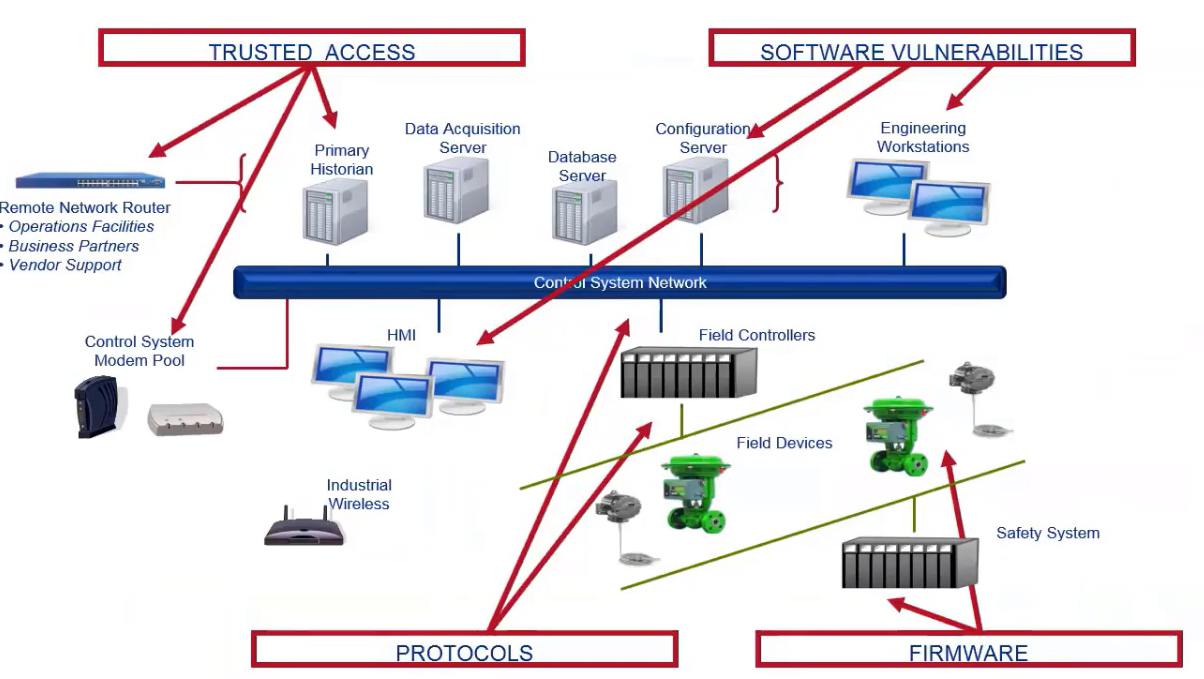 TRUSTED ACCESS
SOFTWARE VULNERABILITIES
Data Acquisition
Server
Configuration
Server
Engineering
Workstations
Primary
Historian
Database
Server
Remote Network Router
• Operations Facilities
• Business Partners
• Vendor Support
Control System Network
Control System
Modem Pool
HMI
Field Controllers
Field Devices
Industrial
Wireless
Safety System
PROTOCOLS
FIRMWARE